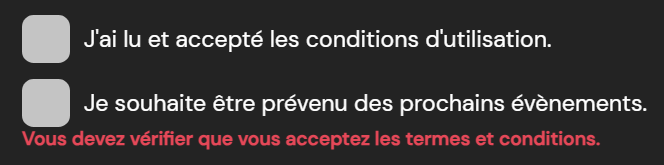 J'ai lu et accepté les conditions d'utilisation.
Je souhaite être prévenu des prochains évènements.
Vous devez vérifier que vous acceptez les termes et conditions.